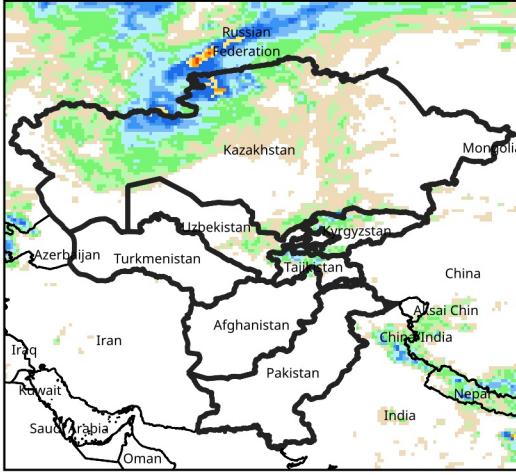 Russian
Federation
Kazakhstan
Mongolia
Uzbekistan
Kyrgyzstan
Azerbaijan
Turkmenistan
Tajikistan
China
Aksai Chin
Afghanistan
Iran
China/India
Iraq
Pakistan
Kuwait
Nepal
India
Saudi Arabia
Oman